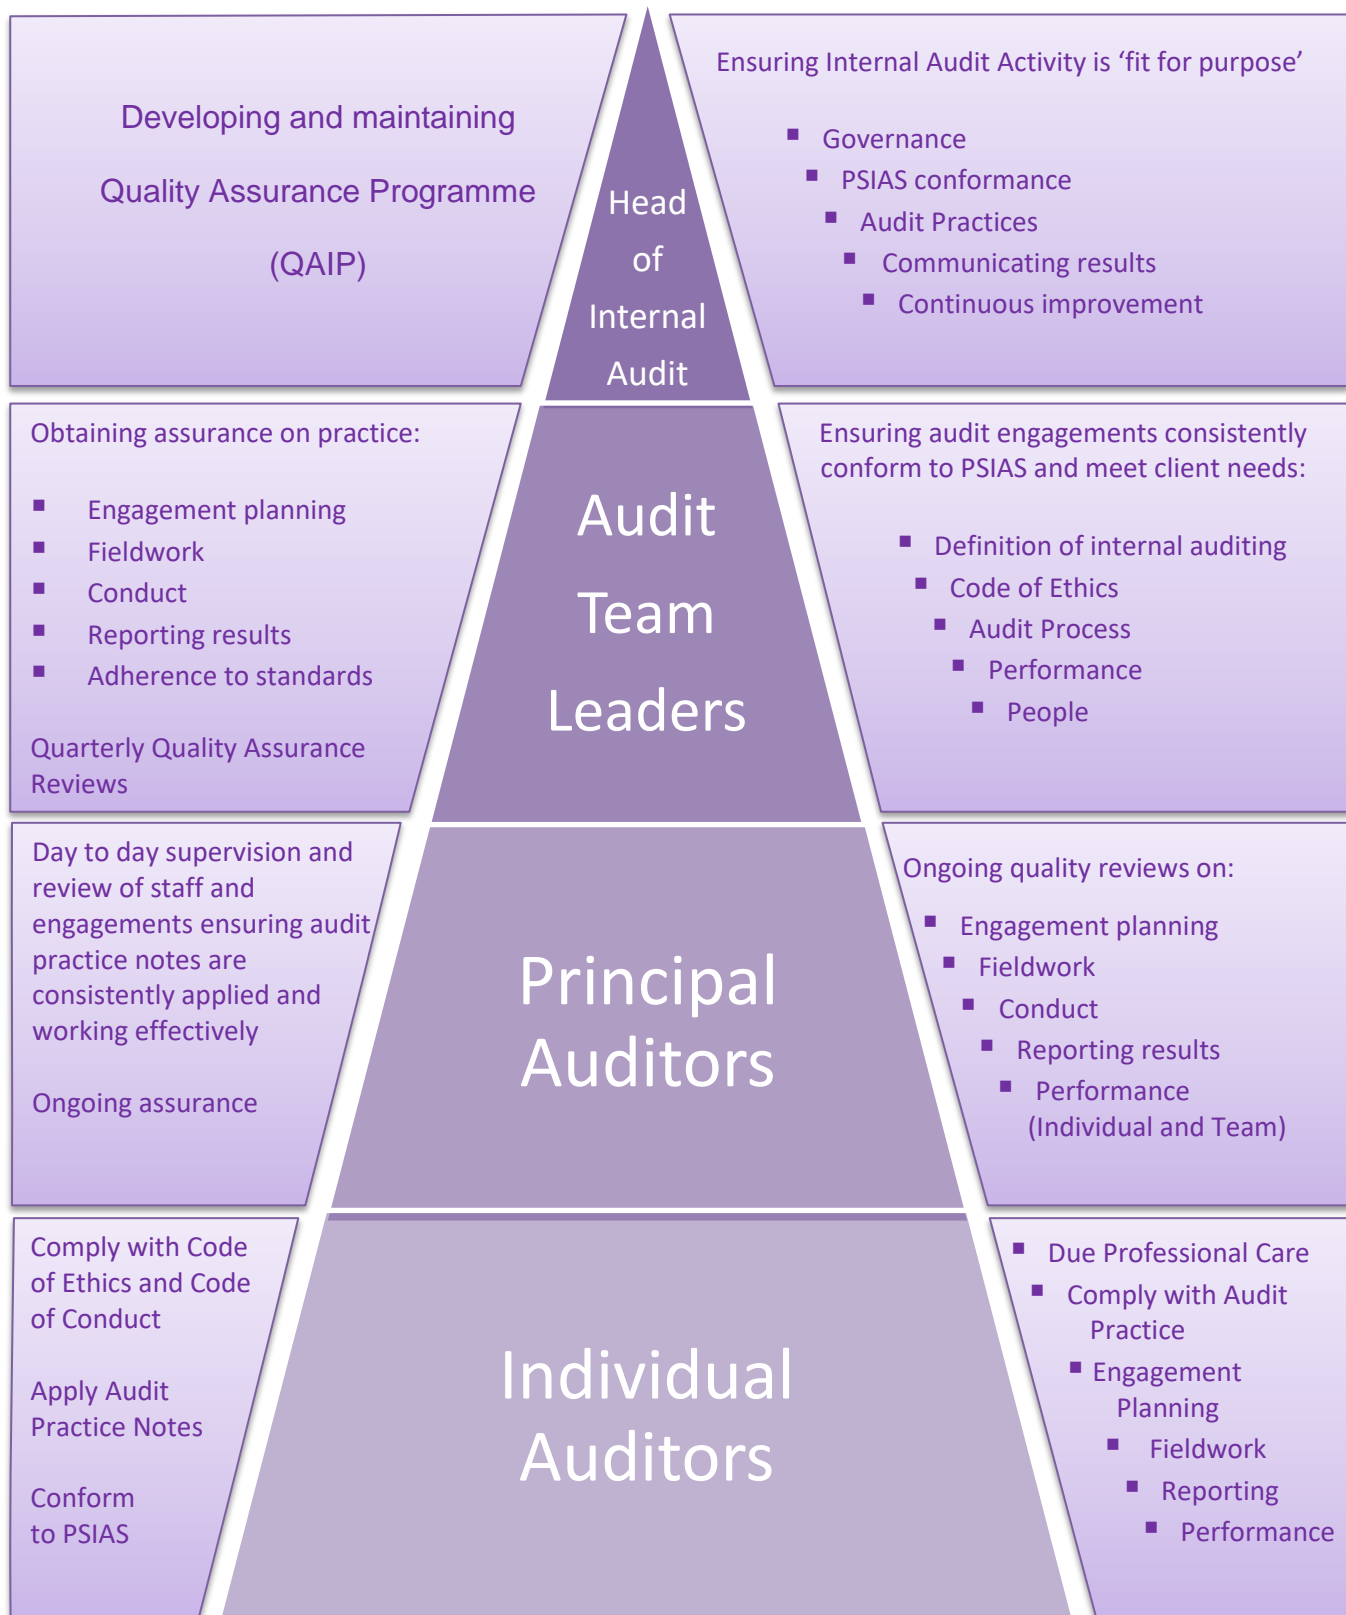 Developing and maintaining
Quality Assurance Programme
(QAIP)
Head
of
Internal
Audit
Ensuring Internal Audit Activity is ‘fit for purpose’
▪ Governance
▪ PSIAS conformance
▪ Audit Practices
▪ Communicating results
▪ Continuous improvement
Obtaining assurance on practice:
▪ Engagement planning
▪ Fieldwork
▪ Conduct
▪ Reporting results
▪ Adherence to standards
Quarterly Quality Assurance
Reviews
Audit
Team
Leaders
Ensuring audit engagements consistently
conform to PSIAS and meet client needs:
▪ Definition of internal auditing
▪ Code of Ethics
▪ Audit Process
▪ Performance
▪ People
Day to day supervision and
review of staff and
engagements ensuring audit
practice notes are
consistently applied and
working effectively
Ongoing assurance
Principal
Auditors
Ongoing quality reviews on:
▪ Engagement planning
▪ Fieldwork
▪ Conduct
▪ Reporting results
▪ Performance
(Individual and Team)
Comply with Code
of Ethics and Code
of Conduct
Apply Audit
Practice Notes
Conform
to PSIAS
Individual
Auditors
▪ Due Professional Care
▪ Comply with Audit
Practice
▪ Engagement
Planning
▪ Fieldwork
▪ Reporting
▪ Performance